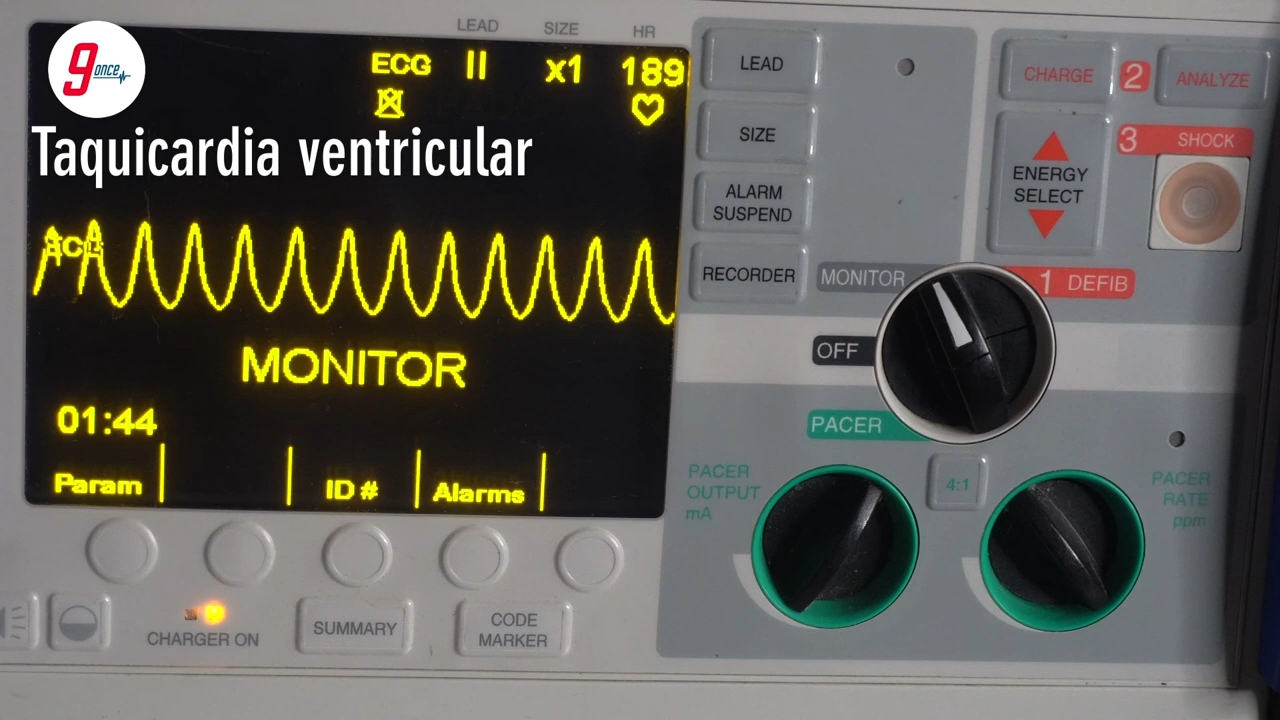 9once
Taquicardia ventricular
LEAD SIZE HR
ECG II x1 189
ECG
MONITOR
01:44
Param ID # Alarms
CHARGER ON
SUMMARY
CODE
MARKER
LEAD
SIZE
ALARM
SUSPEND
RECORDER
CHARGE
2
ANALYZE
3 SHOCK
ENERGY
SELECT
MONITOR
1 DEFIB
OFF
PACER
PACER
OUTPUT
mA
4:1
PACER
RATE
ppm